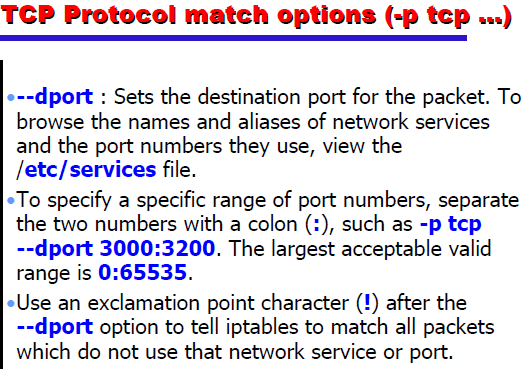 TCP Protocol match options (-p tcp ...)
•--dport : Sets the destination port for the packet. To
browse the names and aliases of network services
and the port numbers they use, view the
/etc/services file.
•To specify a specific range of port numbers, separate
the two numbers with a colon (:), such as -p tcp
--dport 3000:3200. The largest acceptable valid
range is 0:65535.
•Use an exclamation point character (!) after the
--dport option to tell iptables to match all packets
which do not use that network service or port.